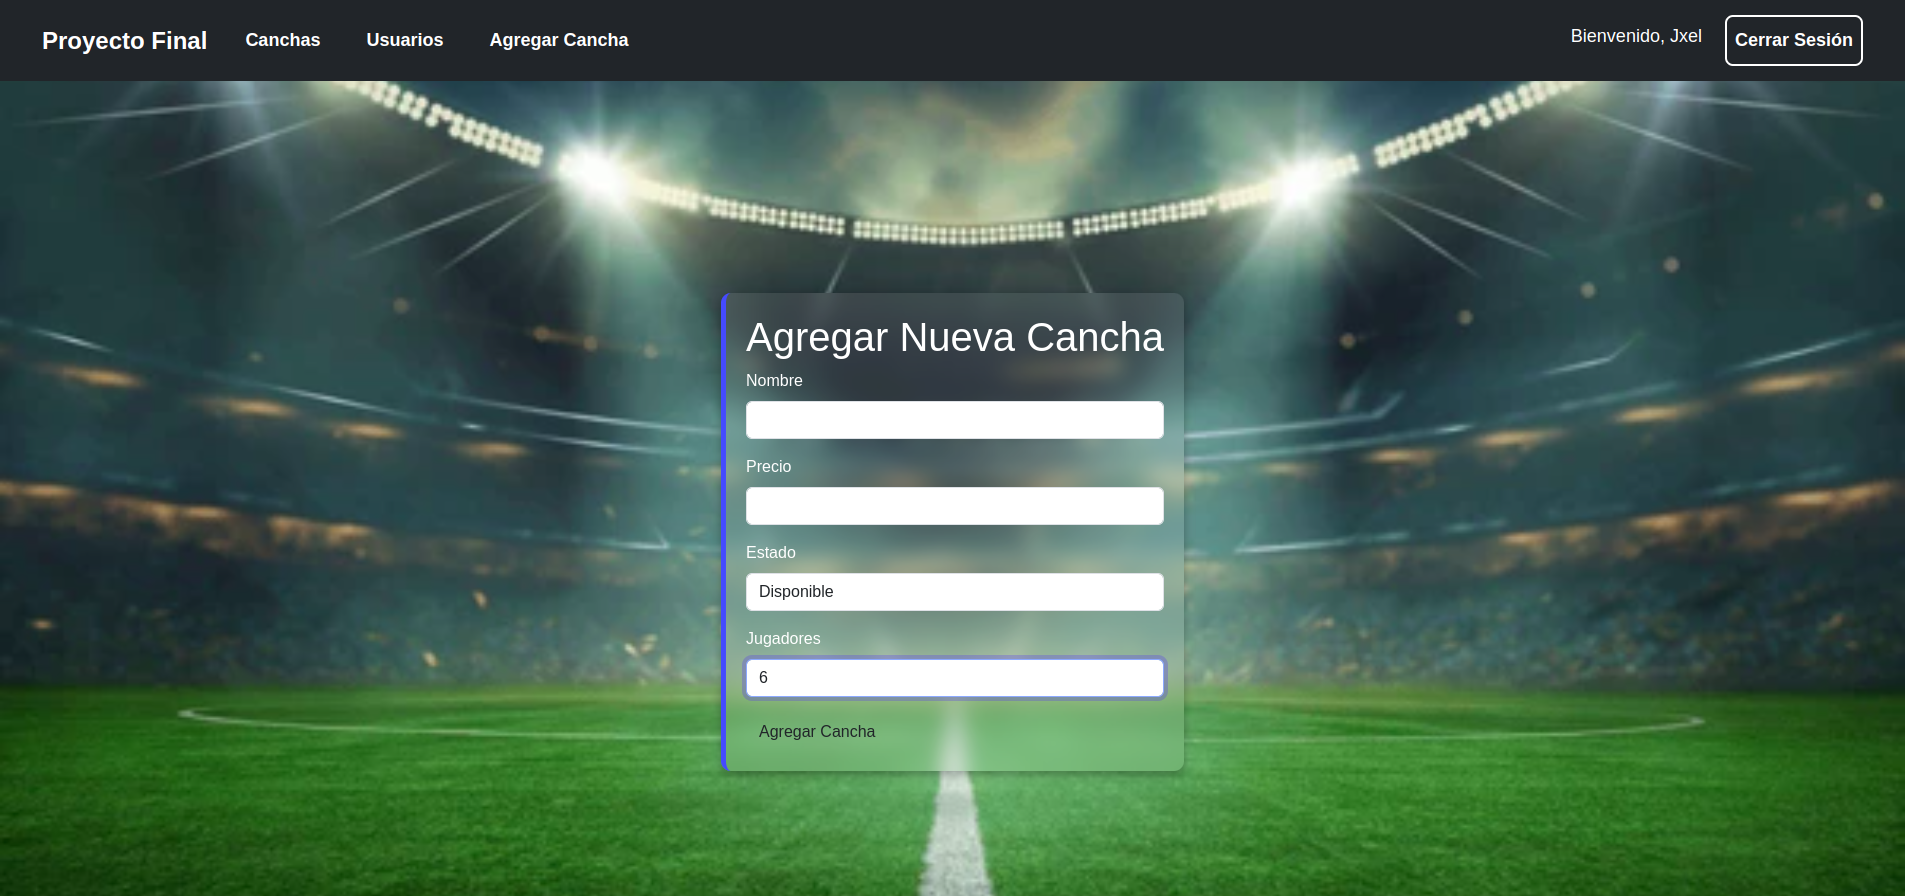 Proyecto Final
Canchas
Usuarios
Agregar Cancha
Bienvenido, Jxel
Cerrar Sesión
Agregar Nueva Cancha
Nombre
Precio
Estado
Disponible
Jugadores
6
Agregar Cancha